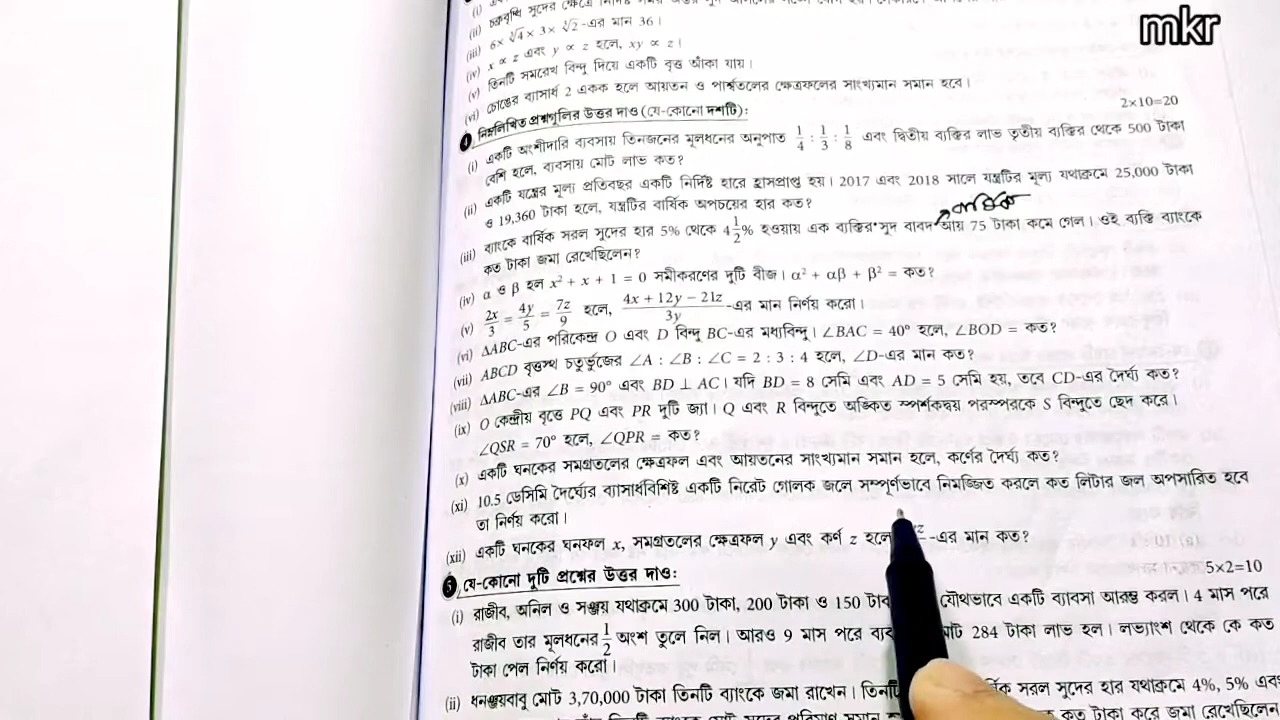 mkr
(ii) চক্রবৃদ্ধি সুদের ক্ষেত্রে
(iii) 6 × ∛4 × 3 × ∛2 -এর মান 36।
(iv) x ∝ z এবং y ∝ z হলে, xy ∝ z।
(v) তিনটি সমরেখ বিন্দু দিয়ে একটি বৃত্ত আঁকা যায়।
(vi) চোঙের ব্যাসার্ধ 2 একক হলে আয়তন ও পার্শ্বতলের ক্ষেত্রফলের সাংখ্যমান সমান হবে।
4 নিম্নলিখিত প্রশ্নগুলির উত্তর দাও (যে-কোনো দশটি): 2×10=20
(i) একটি অংশীদারি ব্যবসায় তিনজনের মূলধনের অনুপাত 1/4 : 1/3 : 1/8 এবং দ্বিতীয় ব্যক্তির লাভ তৃতীয় ব্যক্তির থেকে 500 টাকা
বেশি হলে, ব্যবসায় মোট লাভ কত?
(ii) একটি যন্ত্রের মূল্য প্রতিবছর একটি নির্দিষ্ট হারে হ্রাসপ্রাপ্ত হয়। 2017 এবং 2018 সালে যন্ত্রটির মূল্য যথাক্রমে 25,000 টাকা
ও 19,360 টাকা হলে, যন্ত্রটির বার্ষিক অপচয়ের হার কত?
বার্ষিক
(iii) ব্যাংকে বার্ষিক সরল সুদের হার 5% থেকে 4 1/2% হওয়ায় এক ব্যক্তির সুদ বাবদ আয় 75 টাকা কমে গেল। ওই ব্যক্তি ব্যাংকে
কত টাকা জমা রেখেছিলেন?
(iv) α ও β হল x² + x + 1 = 0 সমীকরণের দুটি বীজ। α² + αβ + β² = কত?
(v) 2x/3 = 4y/5 = 7z/9 হলে, (4x + 12y − 21z)/3y -এর মান নির্ণয় করো।
(vi) ΔABC-এর পরিকেন্দ্র O এবং D বিন্দু BC-এর মধ্যবিন্দু। ∠BAC = 40° হলে, ∠BOD = কত?
(vii) ABCD বৃত্তস্থ চতুর্ভুজের ∠A : ∠B : ∠C = 2 : 3 : 4 হলে, ∠D-এর মান কত?
(viii) ΔABC-এর ∠B = 90° এবং BD ⊥ AC। যদি BD = 8 সেমি এবং AD = 5 সেমি হয়, তবে CD-এর দৈর্ঘ্য কত?
(ix) O কেন্দ্রীয় বৃত্তে PQ এবং PR দুটি জ্যা। Q এবং R বিন্দুতে অঙ্কিত স্পর্শকদ্বয় পরস্পরকে S বিন্দুতে ছেদ করে।
∠QSR = 70° হলে, ∠QPR = কত?
(x) একটি ঘনকের সমগ্রতলের ক্ষেত্রফল এবং আয়তনের সাংখ্যমান সমান হলে, কর্ণের দৈর্ঘ্য কত?
(xi) 10.5 ডেসিমি দৈর্ঘ্যের ব্যাসার্ধবিশিষ্ট একটি নিরেট গোলক জলে সম্পূর্ণভাবে নিমজ্জিত করলে কত লিটার জল অপসারিত হবে
তা নির্ণয় করো।
(xii) একটি ঘনকের ঘনফল x, সমগ্রতলের ক্ষেত্রফল y এবং কর্ণ z হলে -এর মান কত?
5 যে-কোনো দুটি প্রশ্নের উত্তর দাও: 5×2=10
(i) রাজীব, অনিল ও সঞ্জয় যথাক্রমে 300 টাকা, 200 টাকা ও 150 যৌথভাবে একটি ব্যাবসা আরম্ভ করল। 4 মাস পরে
রাজীব তার মূলধনের 1/2 অংশ তুলে নিল। আরও 9 মাস পরে 284 টাকা লাভ হল। লভ্যাংশ থেকে কে কত
টাকা পেল নির্ণয় করো।
(ii) ধনঞ্জয়বাবু মোট 3,70,000 টাকা তিনটি ব্যাংকে জমা রাখেন। সরল সুদের হার যথাক্রমে 4%, 5% এবং
কত টাকা করে জমা রেখেছিলেন